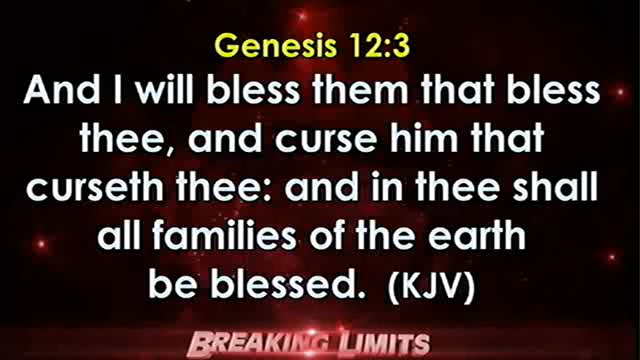 Genesis 12:3
And I will bless them that bless
thee, and curse him that
curseth thee: and in thee shall
all families of the earth
be blessed. (KJV)
BREAKING LIMITS